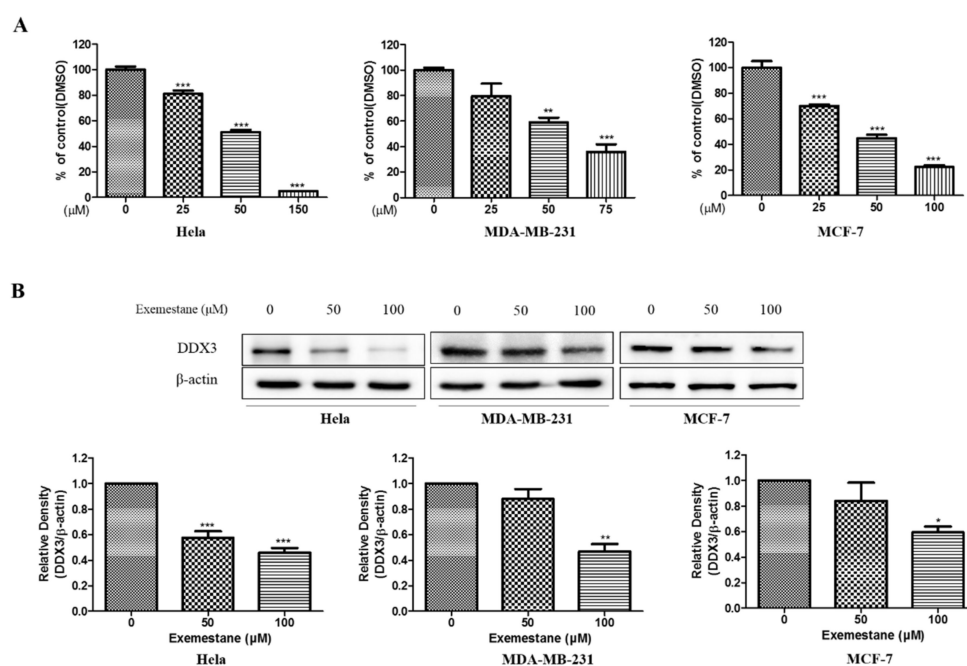 A
120
100
80
60
40
20
0
% of control(DMSO)
***
***
***
(μM)
0 25 50 150
Hela
120
100
80
60
40
20
0
% of control(DMSO)
**
***
(μM)
0 25 50 75
MDA-MB-231
120
100
80
60
40
20
0
% of control(DMSO)
***
***
***
(μM)
0 25 50 100
MCF-7
B
Exemestane (μM) 0 50 100 0 50 100 0 50 100
DDX3
β-actin
Hela MDA-MB-231 MCF-7
1.2
1.0
0.8
0.6
0.4
0.2
0.0
Relative Density
(DDX3/β-actin)
***
***
0 50 100
Exemestane (μM)
Hela
1.2
1.0
0.8
0.6
0.4
0.2
0.0
Relative Density
(DDX3/β-actin)
**
0 50 100
Exemestane (μM)
MDA-MB-231
1.2
1.0
0.8
0.6
0.4
0.2
0.0
Relative Density
(DDX3/β-actin)
*
0 50 100
Exemestane (μM)
MCF-7